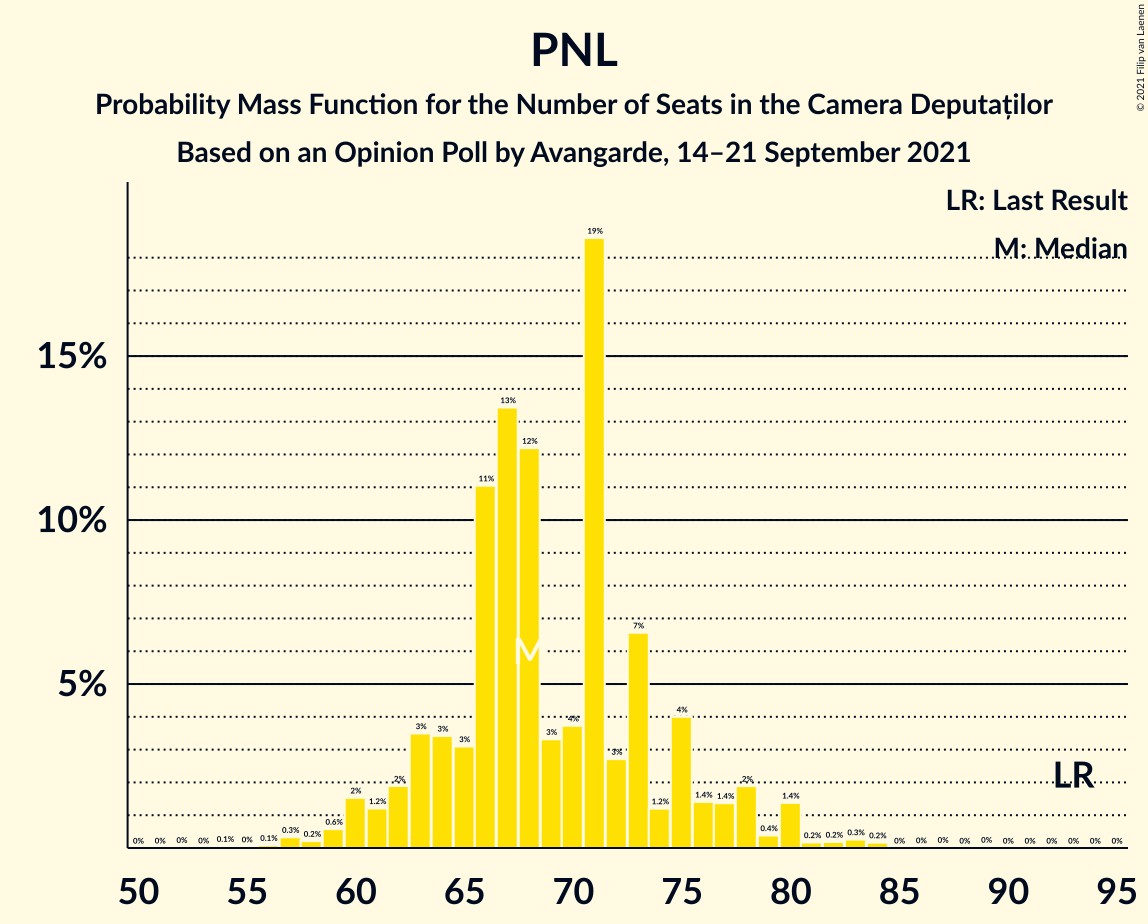 PNL
Probability Mass Function for the Number of Seats in the Camera Deputaților
Based on an Opinion Poll by Avangarde, 14–21 September 2021
© 2021 Filip van Laenen
LR: Last Result
M: Median
15%
10%
5%
0% 0% 0% 0% 0.1% 0% 0.1% 0.3% 0.2% 0.6% 2% 1.2% 2% 3% 3% 3% 11% 13% 12% 3% 4% 19% 3% 7% 1.2% 4% 1.4% 1.4% 2% 0.4% 1.4% 0.2% 0.2% 0.3% 0.2% 0% 0% 0% 0% 0% 0% 0% 0% 0% 0% 0%
M
LR
50 55 60 65 70 75 80 85 90 95